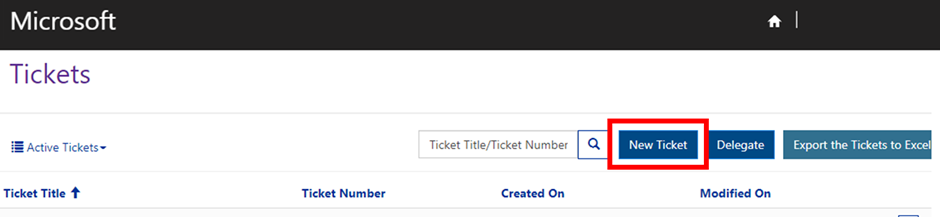 Microsoft
Tickets
Active Tickets Ticket Title/Ticket Number New Ticket Delegate Export the Tickets to Excel
Ticket Title Ticket Number Created On Modified On